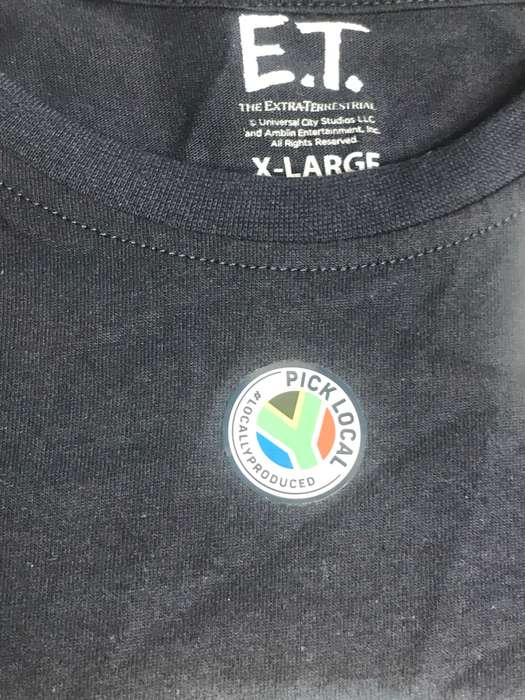 E.T.
THE EXTRA-TERRESTRIAL
© Universal City Studios LLC
and Amblin Entertainment, Inc.
All Rights Reserved.
X-LARGE
PICK LOCAL
#LOCALLYPRODUCED